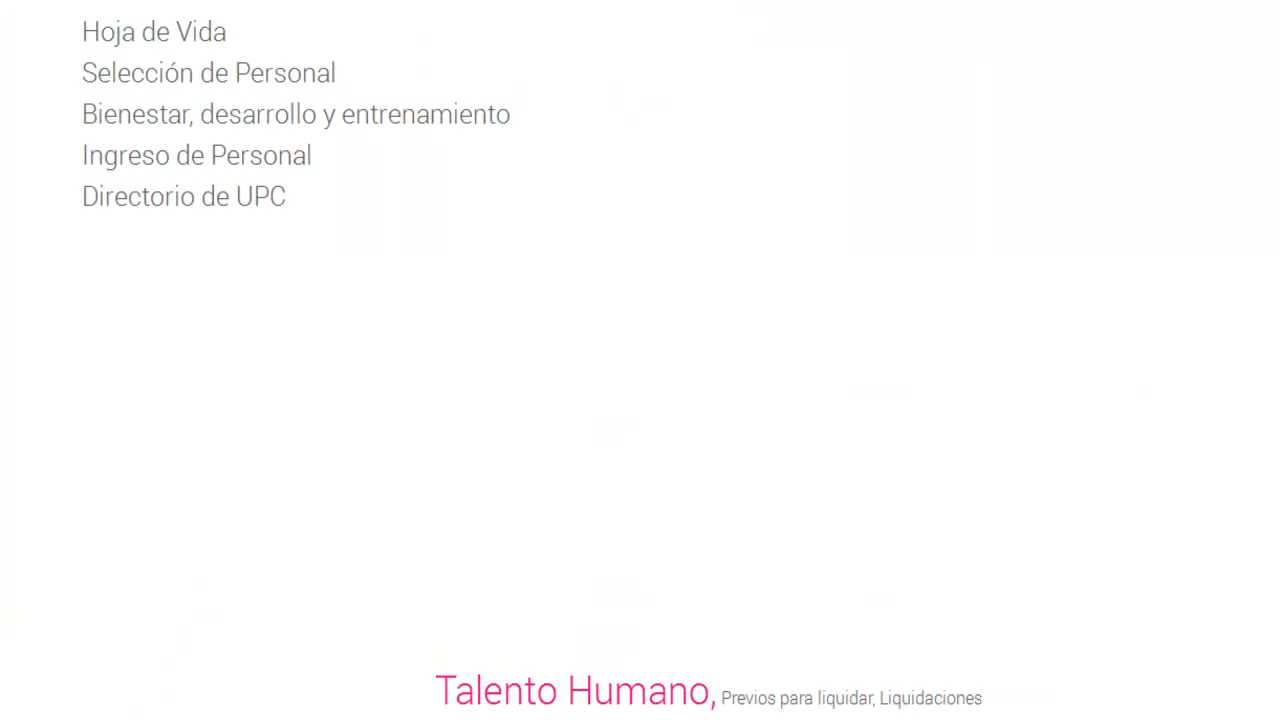 Hoja de Vida
Selección de Personal
Bienestar, desarrollo y entrenamiento
Ingreso de Personal
Directorio de UPC
Talento Humano, Previos para liquidar, Liquidaciones